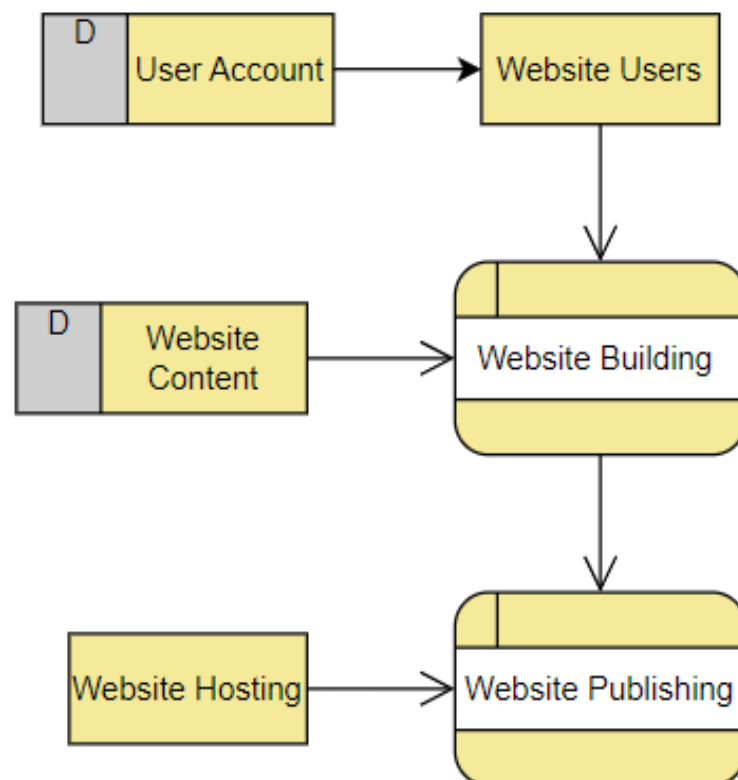 D
User Account
Website Users
D
Website
Content
Website Building
Website Hosting
Website Publishing